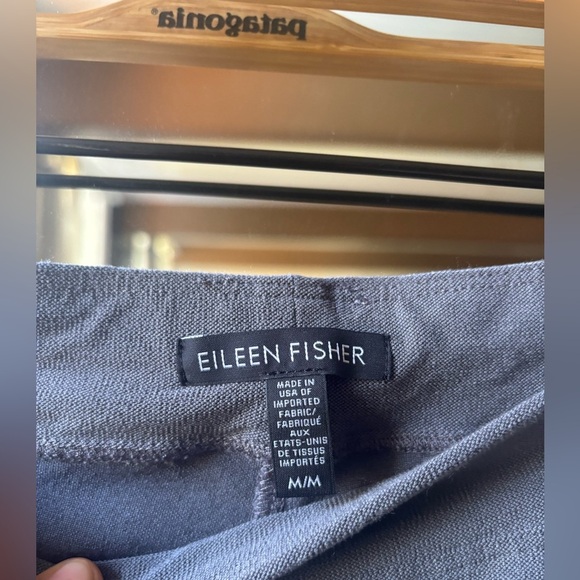 patagonia®
EILEEN FISHER
MADE IN
USA OF
IMPORTED
FABRIC/
FABRIQUÉ
AUX
ETATS-UNIS
DE TISSUS
IMPORTÉS
M/M